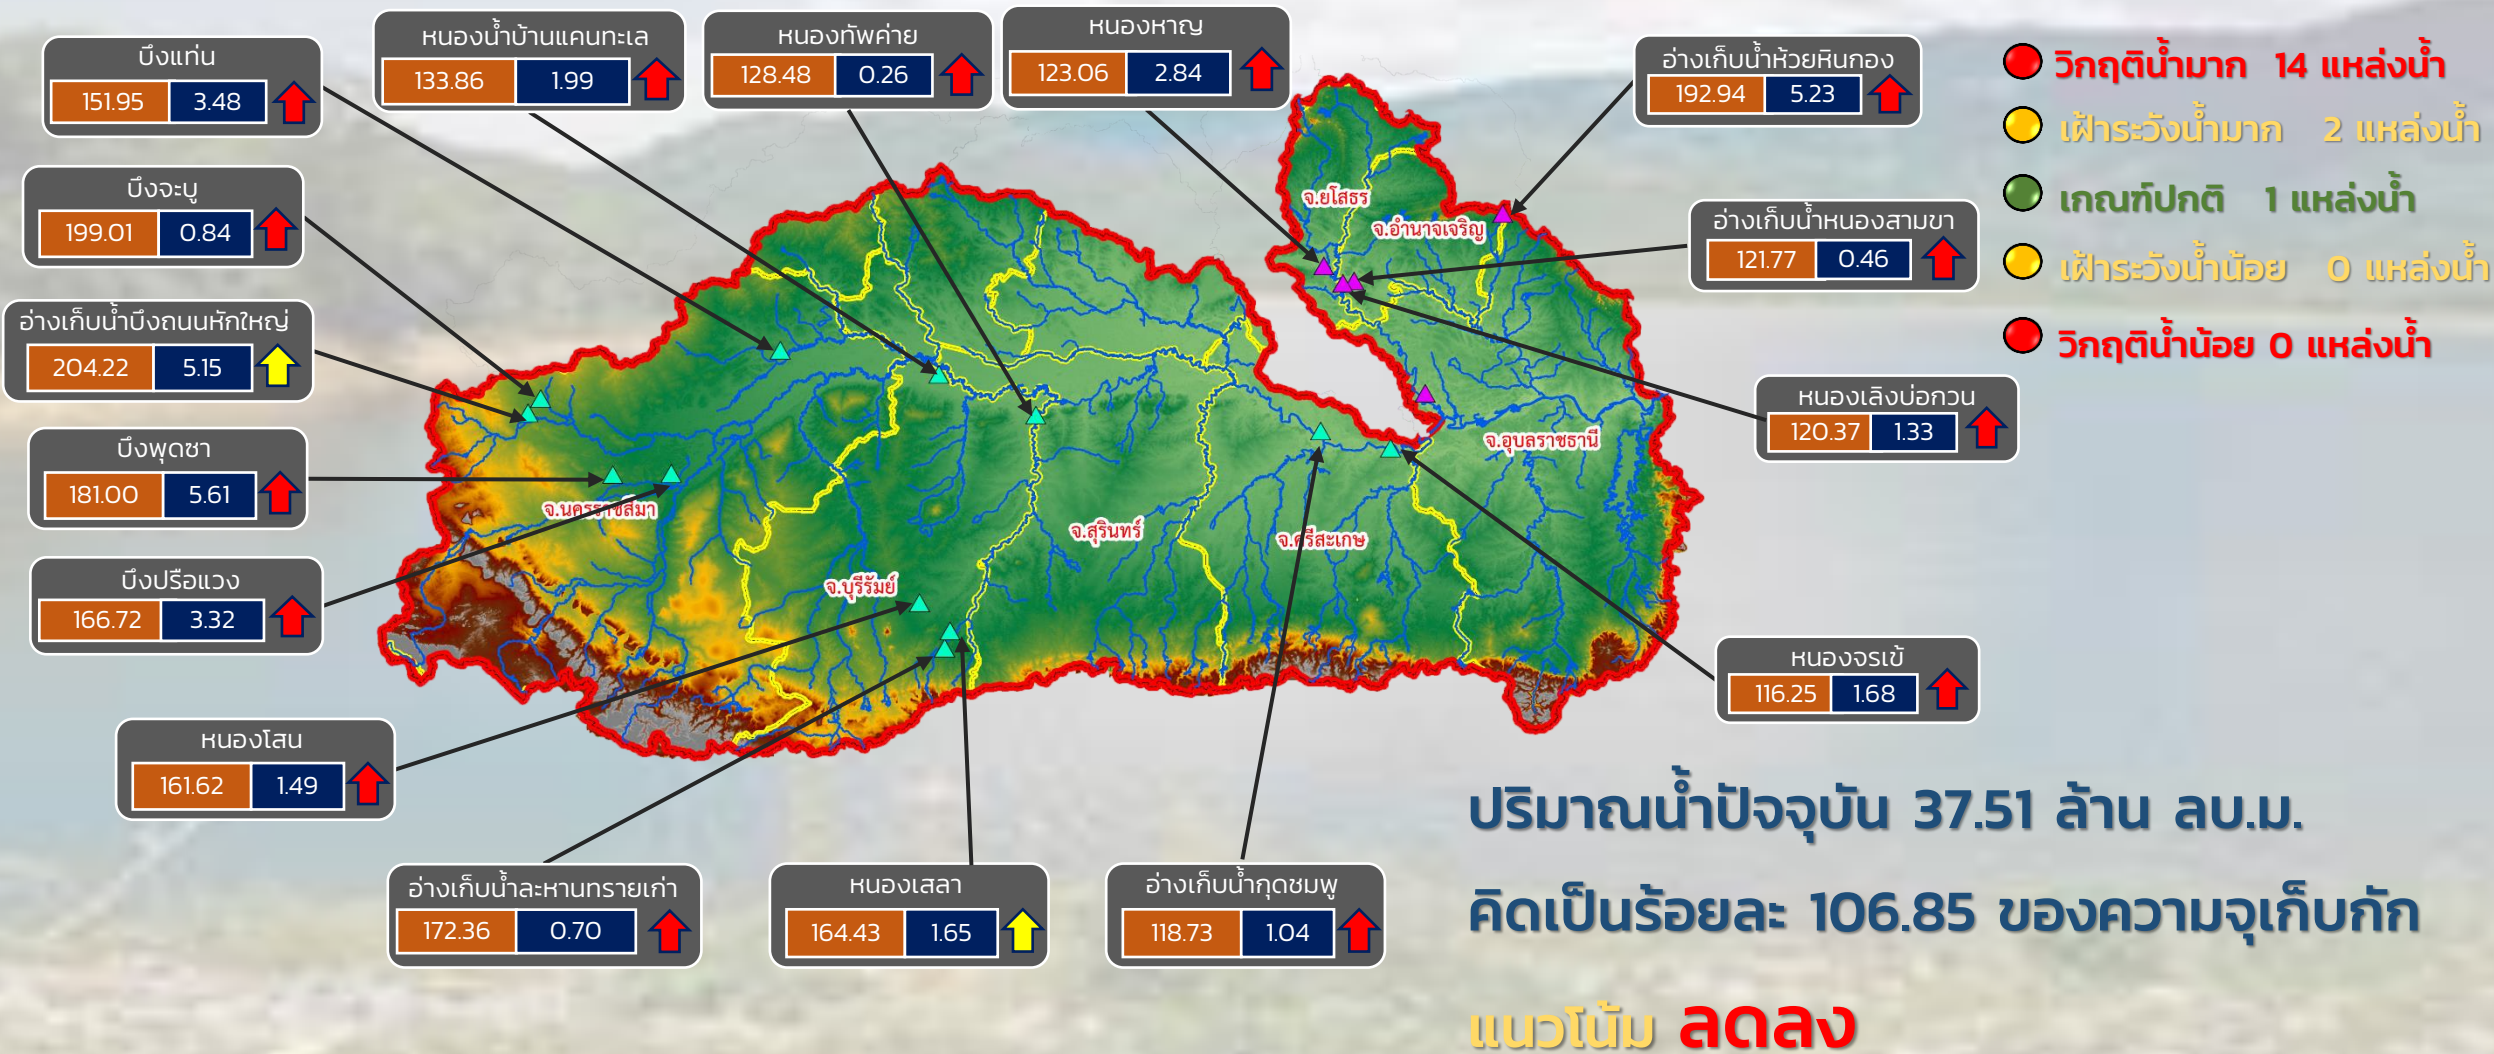 บึงแท่น
151.95 3.48
หนองน้ำบ้านแคนทะเล
133.86 1.99
หนองทัพค่าย
128.48 0.26
หนองหาญ
123.06 2.84
อ่างเก็บน้ำห้วยหินกอง
192.94 5.23
วิกฤติน้ำมาก 14 แหล่งน้ำ
เฝ้าระวังน้ำมาก 2 แหล่งน้ำ
เกณฑ์ปกติ 1 แหล่งน้ำ
เฝ้าระวังน้ำน้อย 0 แหล่งน้ำ
วิกฤติน้ำน้อย 0 แหล่งน้ำ
บึงจะบู
199.01 0.84
อ่างเก็บน้ำหนองสามขา
121.77 0.46
อ่างเก็บน้ำบึงถนนหักใหญ่
204.22 5.15
หนองเลิงบ่อกวน
120.37 1.33
บึงพุดซา
181.00 5.61
บึงปรือแวง
166.72 3.32
จ.ยโสธร
จ.อำนาจเจริญ
จ.อุบลราชธานี
จ.นครราชสีมา
จ.สุรินทร์
จ.ศรีสะเกษ
จ.บุรีรัมย์
หนองจรเข้
116.25 1.68
หนองโสน
161.62 1.49
อ่างเก็บน้ำละหานทรายเก่า
172.36 0.70
หนองเสลา
164.43 1.65
อ่างเก็บน้ำกุดชมพู
118.73 1.04
ปริมาณน้ำปัจจุบัน 37.51 ล้าน ลบ.ม.
คิดเป็นร้อยละ 106.85 ของความจุเก็บกัก
แนวโน้ม ลดลง